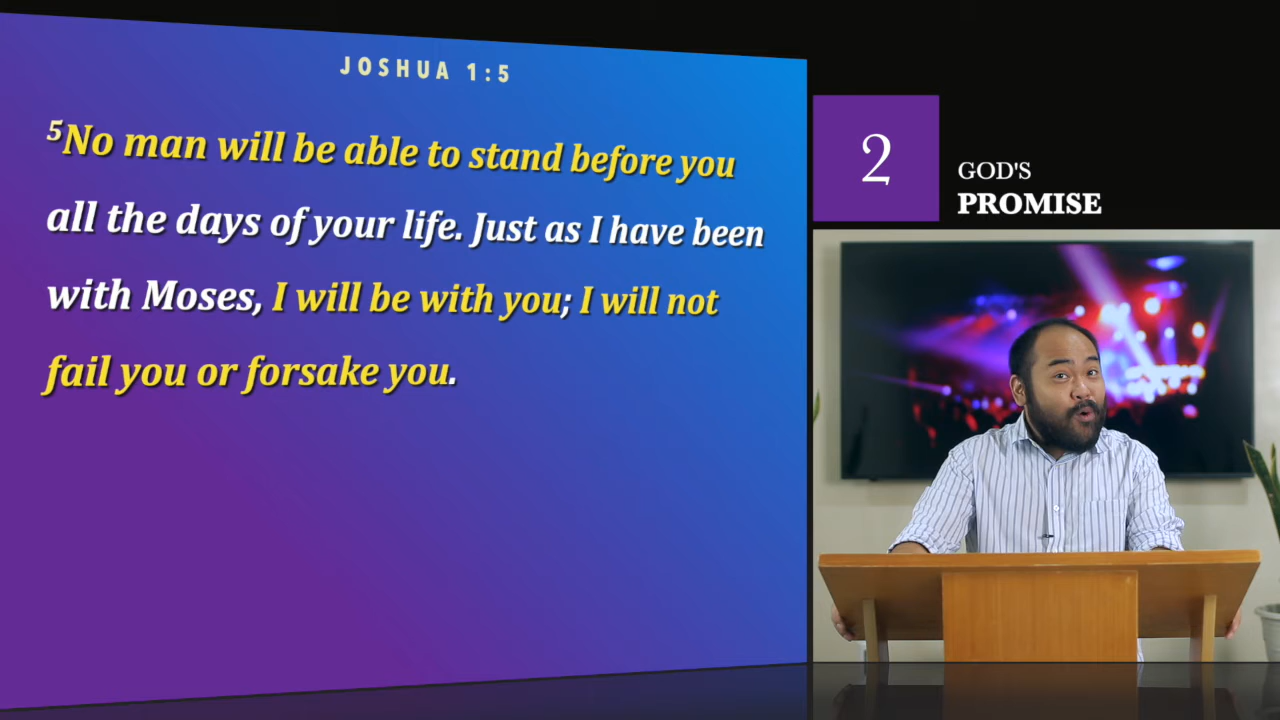 JOSHUA 1:5
5No man will be able to stand before you
all the days of your life. Just as I have been
with Moses, I will be with you; I will not
fail you or forsake you.
2
GOD'S
PROMISE